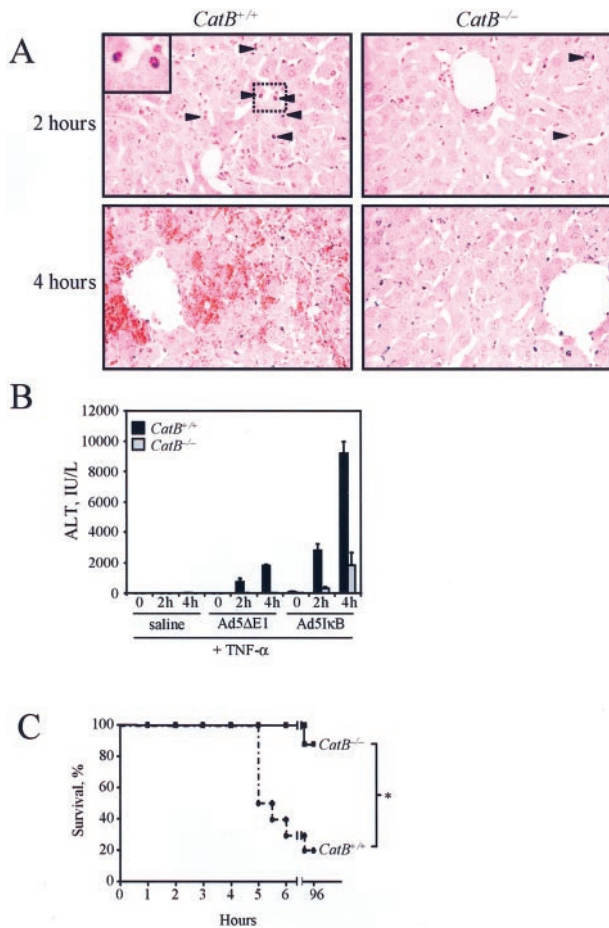 CatB+/+ CatB−/−
A
2 hours
4 hours
B
12000
10000
8000
6000
4000
2000
0
ALT, IU/L
CatB+/+
CatB−/−
0 2h 4h 0 2h 4h 0 2h 4h
saline Ad5ΔE1 Ad5IκB
+ TNF-α
C
100
80
60
40
20
0
Survival, %
CatB−/−
*
CatB+/+
0 1 2 3 4 5 6 96
Hours